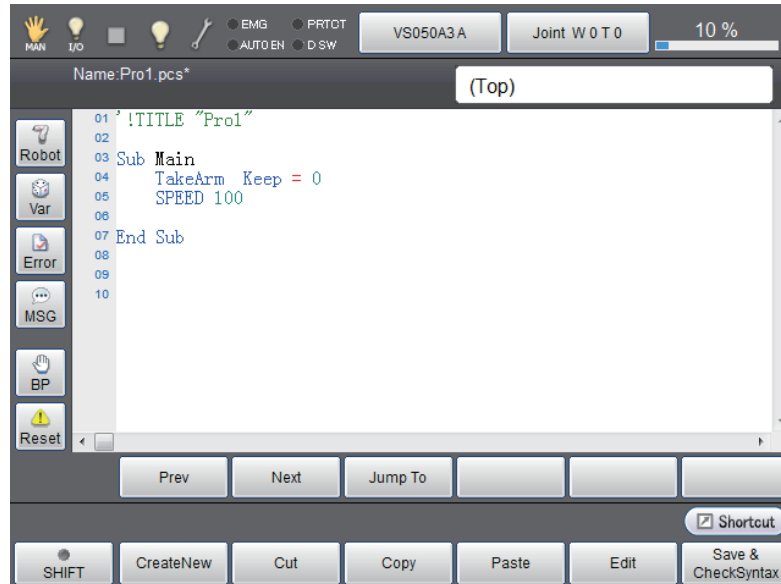 MAN
I/O
EMG PRTCT
AUTO EN D SW
VS050A3 A
Joint W 0 T 0
10 %
Name:Pro1.pcs*
(Top)
01 '!TITLE "Pro1"
02
03 Sub Main
04 TakeArm Keep = 0
05 SPEED 100
06
07 End Sub
08
09
10
Robot
Var
Error
MSG
BP
Reset
Prev Next Jump To
Shortcut
SHIFT CreateNew Cut Copy Paste Edit Save &
CheckSyntax